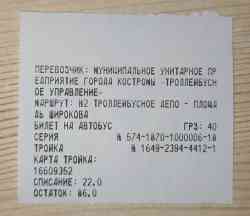 ПЕРЕВОЗЧИК: МУНИЦИПАЛЬНОЕ УНИТАРНОЕ ПР
ЕДПРИЯТИЕ ГОРОДА КОСТРОМЫ -ТРОЛЛЕЙБУСН
ОЕ УПРАВЛЕНИЕ-
МАРШРУТ: №2 ТРОЛЛЕЙБУСНОЕ ДЕПО - ПЛОЩА
ДЬ ШИРОКОВА
БИЛЕТ НА АВТОБУС ГРЗ: 40
СЕРИЯ № 574-1070-1000006-10
ТРОЙКА № 1649-2384-4412-1
КАРТА ТРОЙКА:
16609352
СПИСАНИЕ: 22.0
ОСТАТОК: 86.0